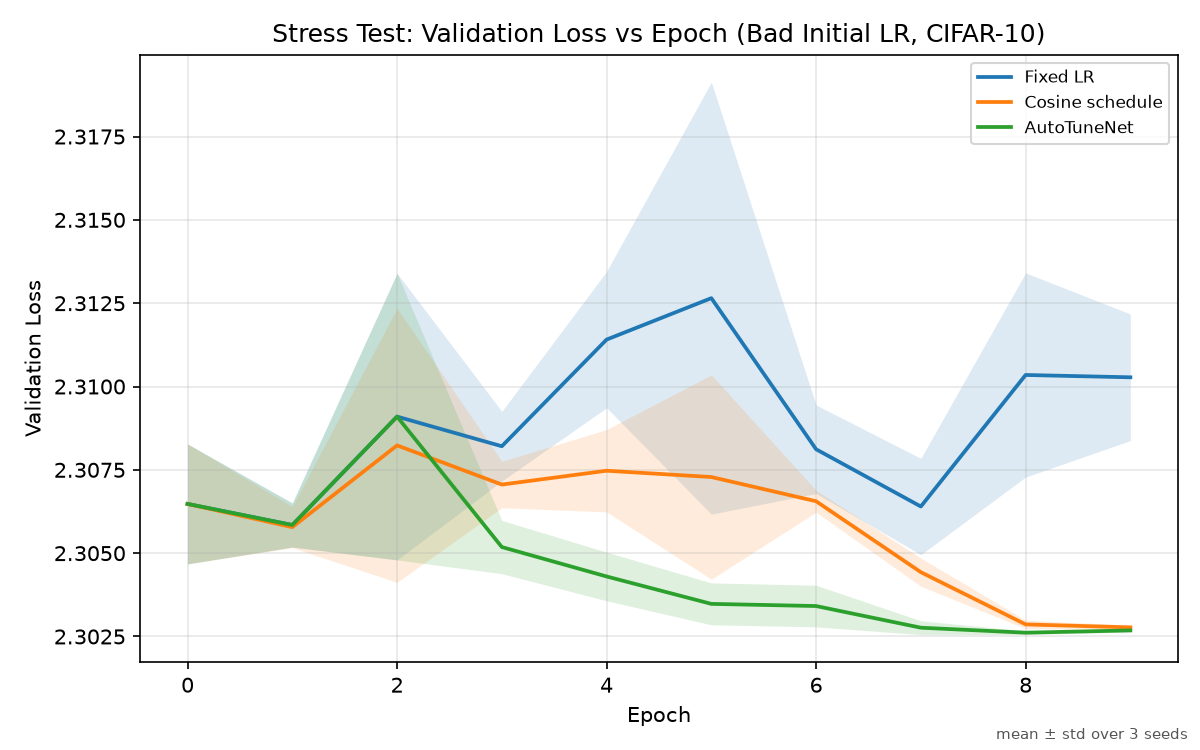 Stress Test: Validation Loss vs Epoch (Bad Initial LR, CIFAR-10)
Fixed LR
Cosine schedule
AutoTuneNet
Validation Loss
2.3175
2.3150
2.3125
2.3100
2.3075
2.3050
2.3025
0 2 4 6 8
Epoch
mean ± std over 3 seeds